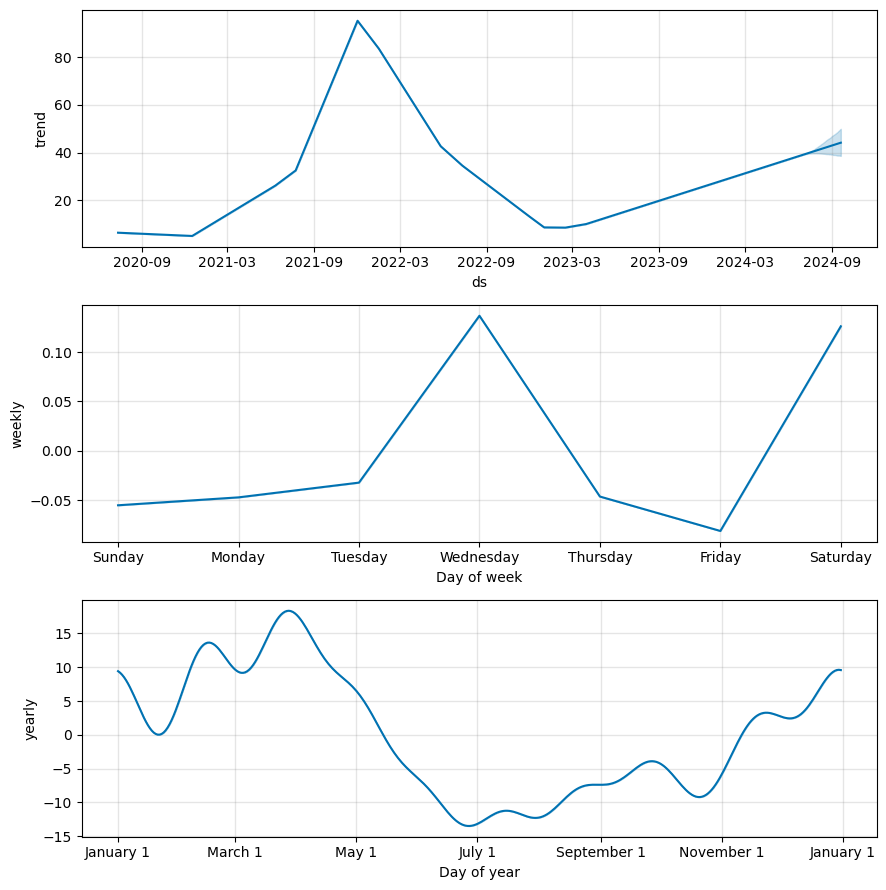 trend
80
60
40
20
2020-09 2021-03 2021-09 2022-03 2022-09 2023-03 2023-09 2024-03 2024-09
ds
weekly
0.10
0.05
0.00
−0.05
Sunday Monday Tuesday Wednesday Thursday Friday Saturday
Day of week
yearly
15
10
5
0
−5
−10
−15
January 1 March 1 May 1 July 1 September 1 November 1 January 1
Day of year